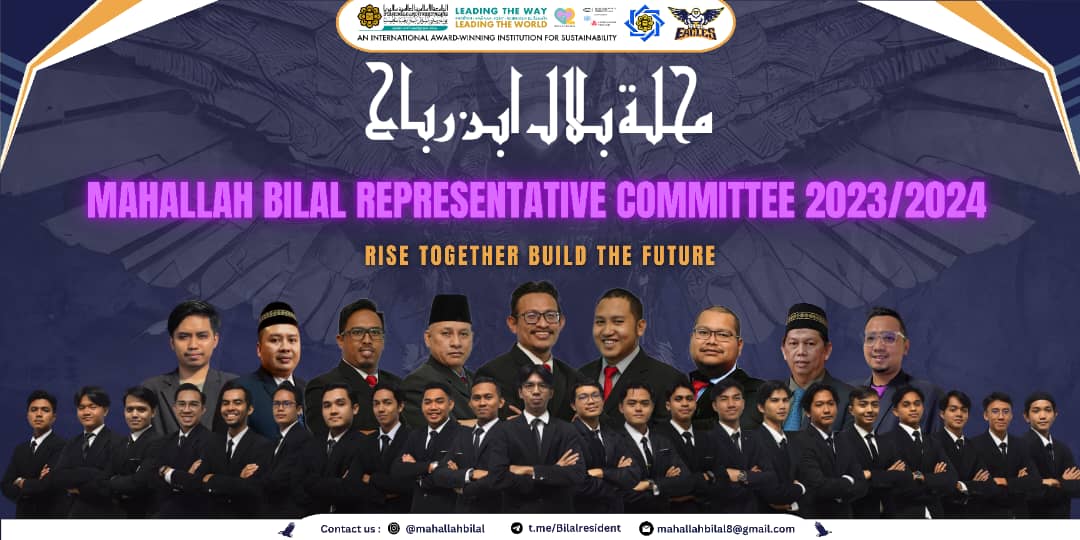 LEADING THE WAY
LEADING THE WORLD
AN INTERNATIONAL AWARD-WINNING INSTITUTION FOR SUSTAINABILITY
EAGLES
محلة بلال ابن رباح
MAHALLAH BILAL REPRESENTATIVE COMMITTEE 2023/2024
RISE TOGETHER BUILD THE FUTURE
Contact us : @mahallahbilal t.me/Bilalresident mahallahbilal8@gmail.com